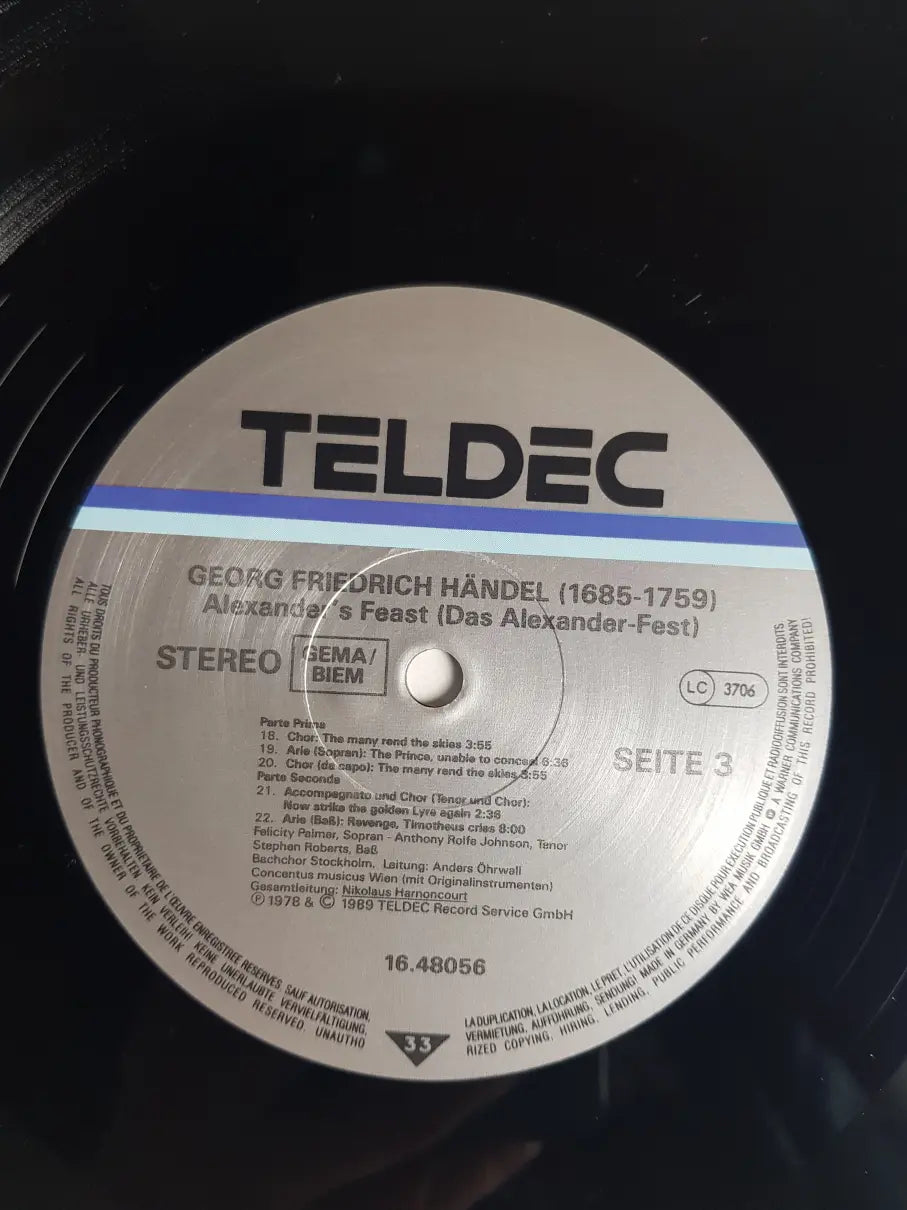 TELDEC
GEORG FRIEDRICH HÄNDEL (1685-1759)
Alexander's Feast (Das Alexander-Fest)
STEREO
GEMA/
BIEM
LC 3706
SEITE 3
Parte Prima
18. Chor: The many rend the skies 3:55
19. Arie (Sopran): The Prince, unable to conceal 6:36
20. Chor (da capo): The many rend the skies 3:55
Parte Seconda
21. Accompagnato und Chor (Tenor und Chor):
Now strike the golden Lyre again 2:36
22. Arie (Baß): Revenge, Timotheus cries 8:00
Felicity Palmer, Sopran - Anthony Rolfe Johnson, Tenor
Stephen Roberts, Baß
Bachchor Stockholm, Leitung: Anders Öhrwall
Concentus musicus Wien (mit Originalinstrumenten)
Gesamtleitung: Nikolaus Harnoncourt
Ⓟ 1978 & © 1989 TELDEC Record Service GmbH
16.48056
33
TOUS DROITS DU PRODUCTEUR PHONOGRAPHIQUE ET DU PROPRIETAIRE DE L'ŒUVRE ENREGISTREE RESERVES. SAUF AUTORISATION,
LA DUPLICATION, LA LOCATION, LE PRET, L'UTILISATION DE CE DISQUE POUR EXECUTION PUBLIQUE ET RADIODIFFUSION SONT INTERDITS
ALLE URHEBER- UND LEISTUNGSSCHUTZRECHTE VORBEHALTEN. KEIN VERLEIH! KEINE UNERLAUBTE VERVIELFÄLTIGUNG,
VERMIETUNG, AUFFÜHRUNG, SENDUNG! MADE IN GERMANY BY WEA MUSIK GMBH A WARNER COMMUNICATIONS COMPANY
ALL RIGHTS OF THE PRODUCER AND OF THE OWNER OF THE WORK REPRODUCED RESERVED. UNAUTHO
RIZED COPYING, HIRING, LENDING, PUBLIC PERFORMANCE AND BROADCASTING OF THIS RECORD PROHIBITED!